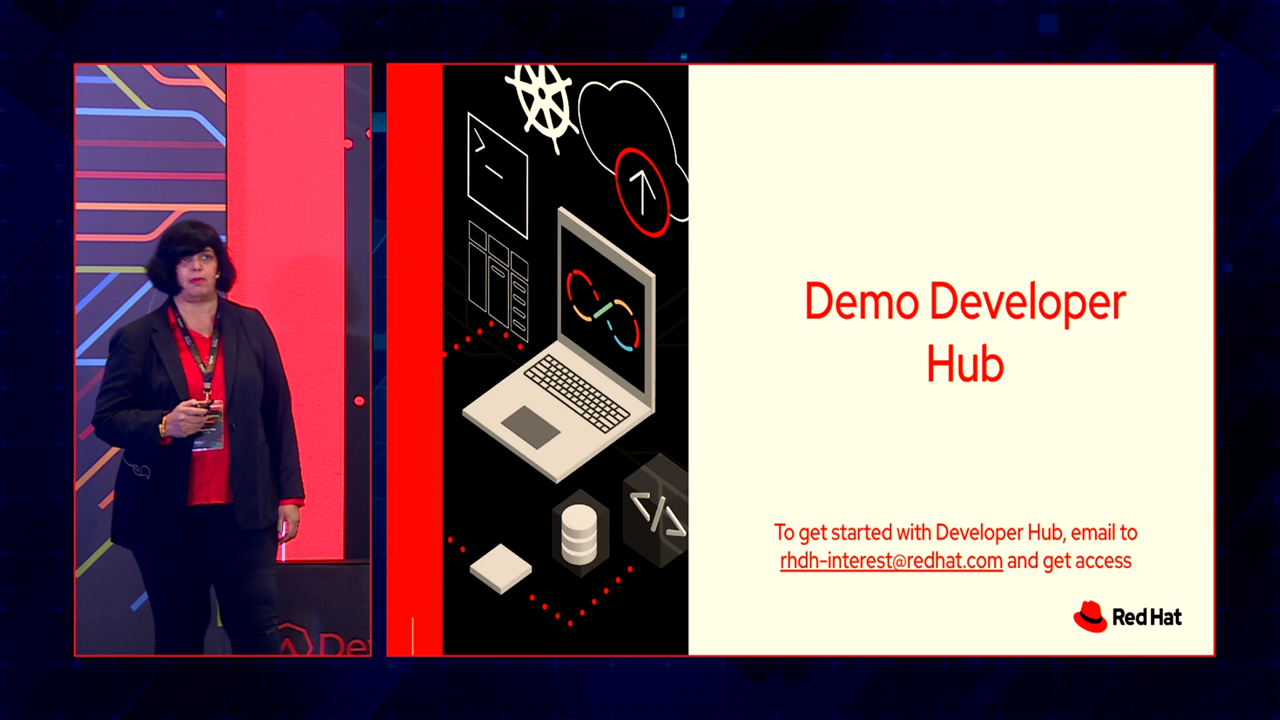 Demo Developer
Hub
To get started with Developer Hub, email to
rhdh-interest@redhat.com and get access
Red Hat